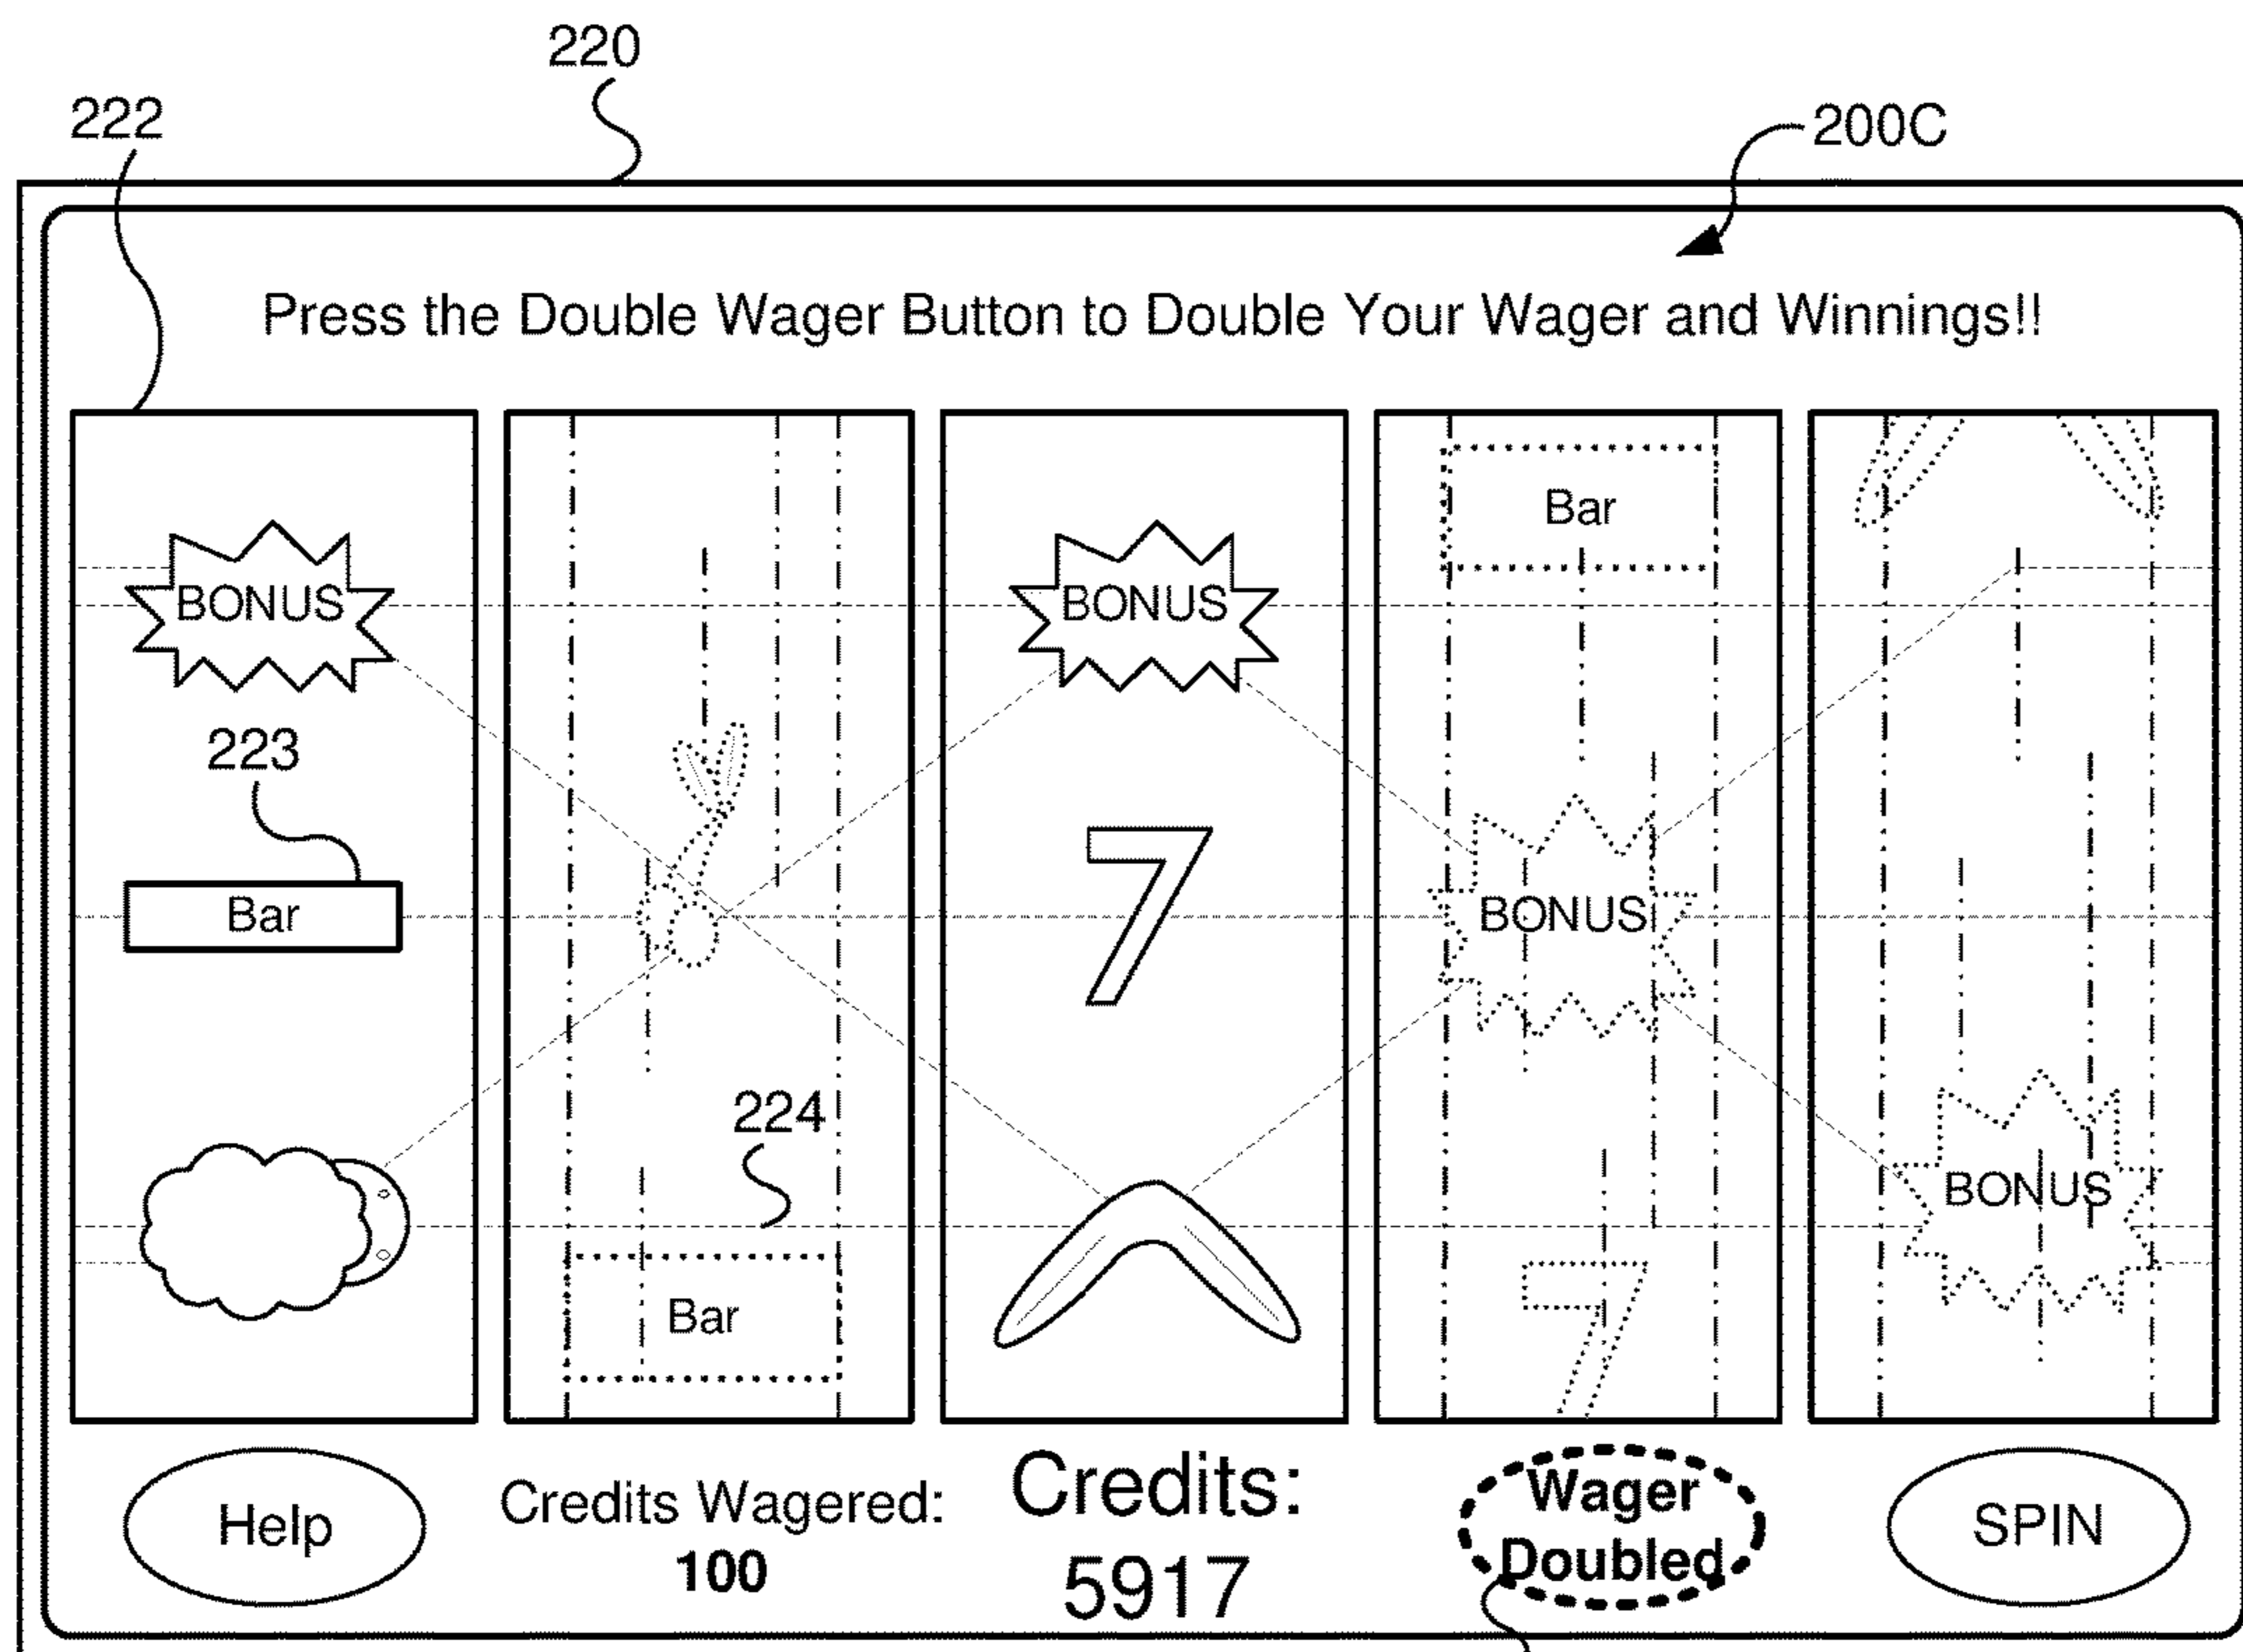 220
222
200C
Press the Double Wager Button to Double Your Wager and Winnings!!
Bar
BONUS
BONUS
223
7
Bar
BONUS
224
BONUS
7
Bar
Help
Credits Wagered:
100
Credits:
5917
Wager
Doubled
SPIN